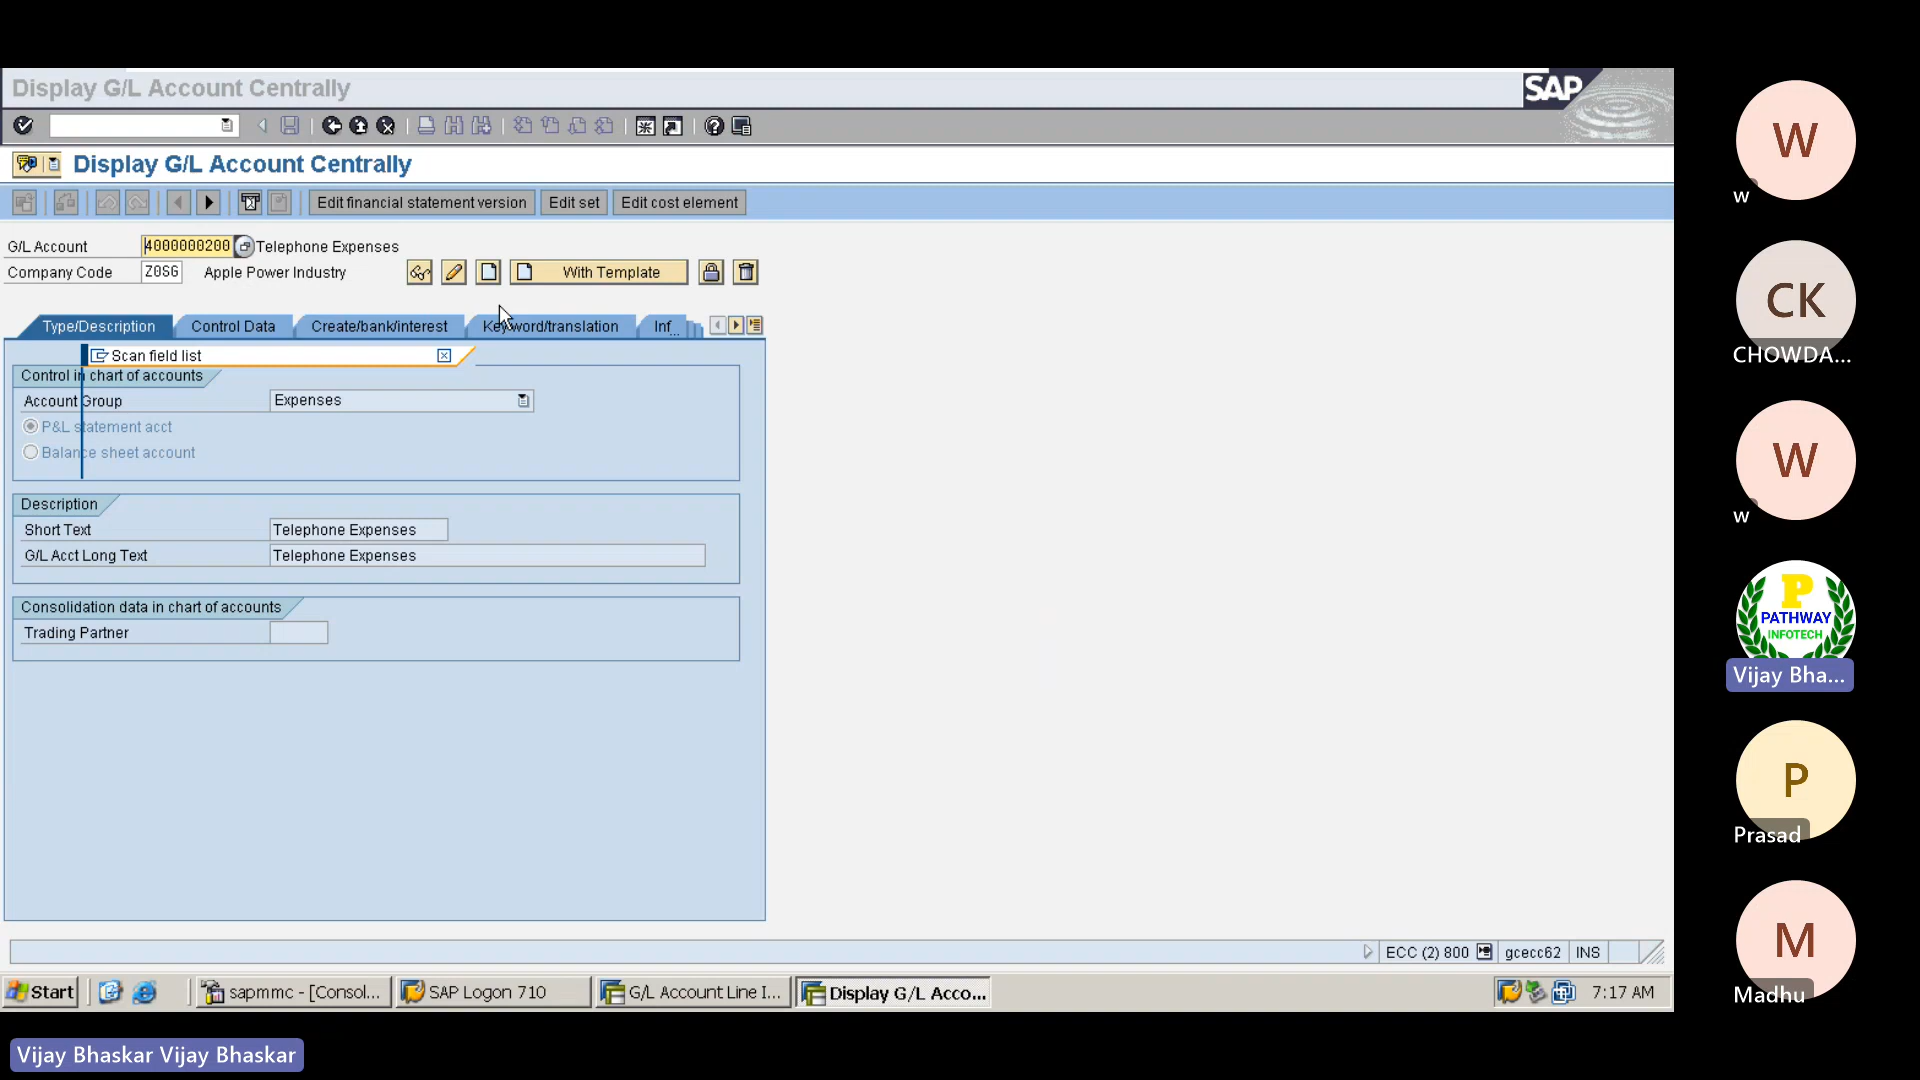 Display G/L Account Centrally
SAP
Display G/L Account Centrally
Edit financial statement version
Edit set
Edit cost element
G/L Account 4000000200 Telephone Expenses
Company Code Z0SG Apple Power Industry With Template
Type/Description
Control Data
Create/bank/interest
Keyword/translation
Inf...
Scan field list
Control in chart of accounts
Account Group Expenses
P&L statement acct
Balance sheet account
Description
Short Text Telephone Expenses
G/L Acct Long Text Telephone Expenses
Consolidation data in chart of accounts
Trading Partner
ECC (2) 800 gcecc62 INS
Start
sapmmc - [Consol...
SAP Logon 710
G/L Account Line I...
Display G/L Acco...
7:17 AM
Vijay Bhaskar Vijay Bhaskar
W
w
CK
CHOWDA...
W
w
P
PATHWAY
INFOTECH
Vijay Bha...
P
Prasad
M
Madhu